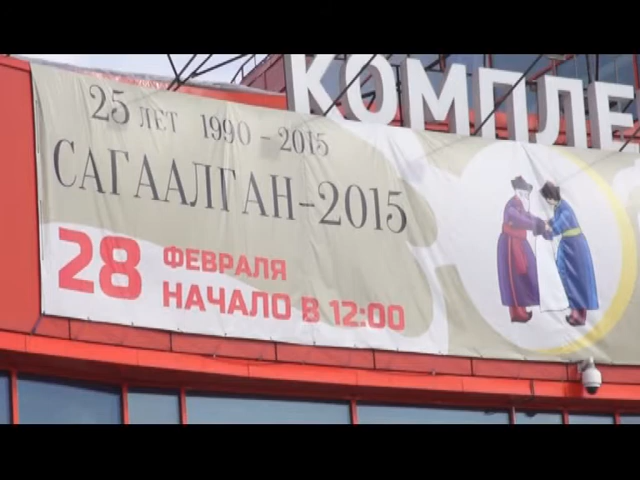 КОМПЛЕ
25 ЛЕТ 1990 - 2015
САГААЛГАН-2015
28 ФЕВРАЛЯ
НАЧАЛО В 12:00